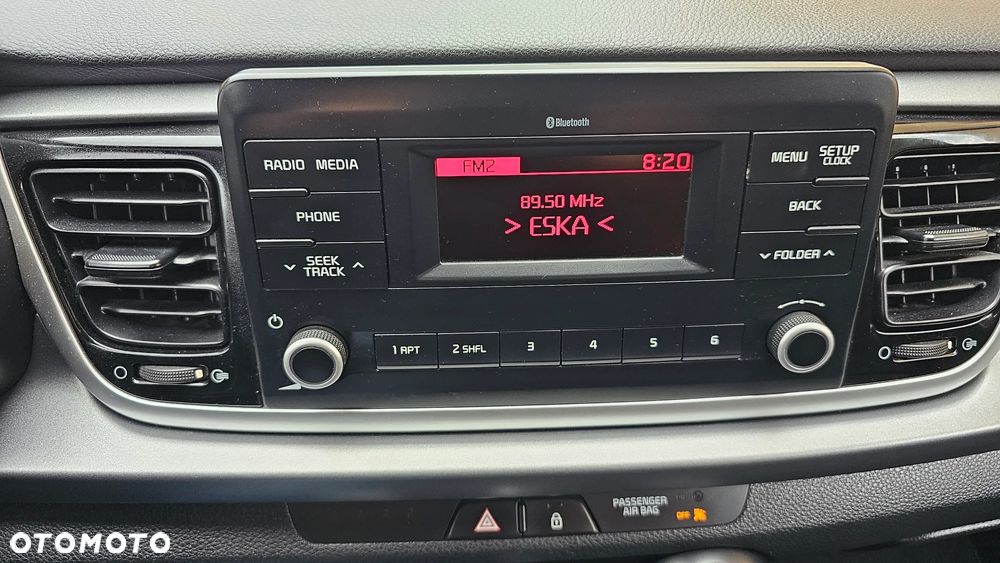 Bluetooth
RADIO MEDIA
FM2 8:20
MENU SETUP
CLOCK
PHONE
89.50 MHz
> ESKA <
BACK
SEEK
TRACK
FOLDER
1 RPT 2 SHFL 3 4 5 6
PASSENGER
AIR BAG
OFF
OTOMOTO